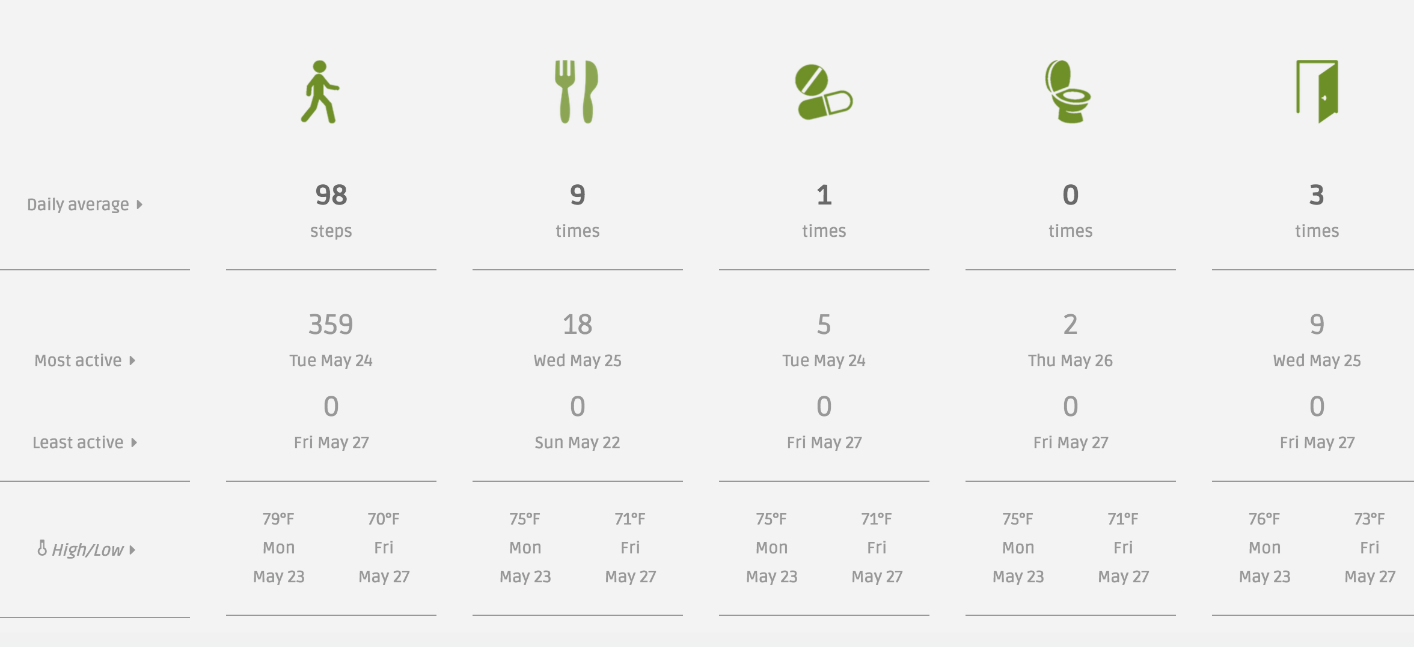 98 9 1 0 3
Daily average
steps times times times times
359 18 5 2 9
Most active Tue May 24 Wed May 25 Tue May 24 Thu May 26 Wed May 25
0 0 0 0 0
Least active Fri May 27 Sun May 22 Fri May 27 Fri May 27 Fri May 27
79°F 70°F 75°F 71°F 75°F 71°F 75°F 71°F 76°F 73°F
High/Low Mon Fri Mon Fri Mon Fri Mon Fri Mon Fri
May 23 May 27 May 23 May 27 May 23 May 27 May 23 May 27 May 23 May 27